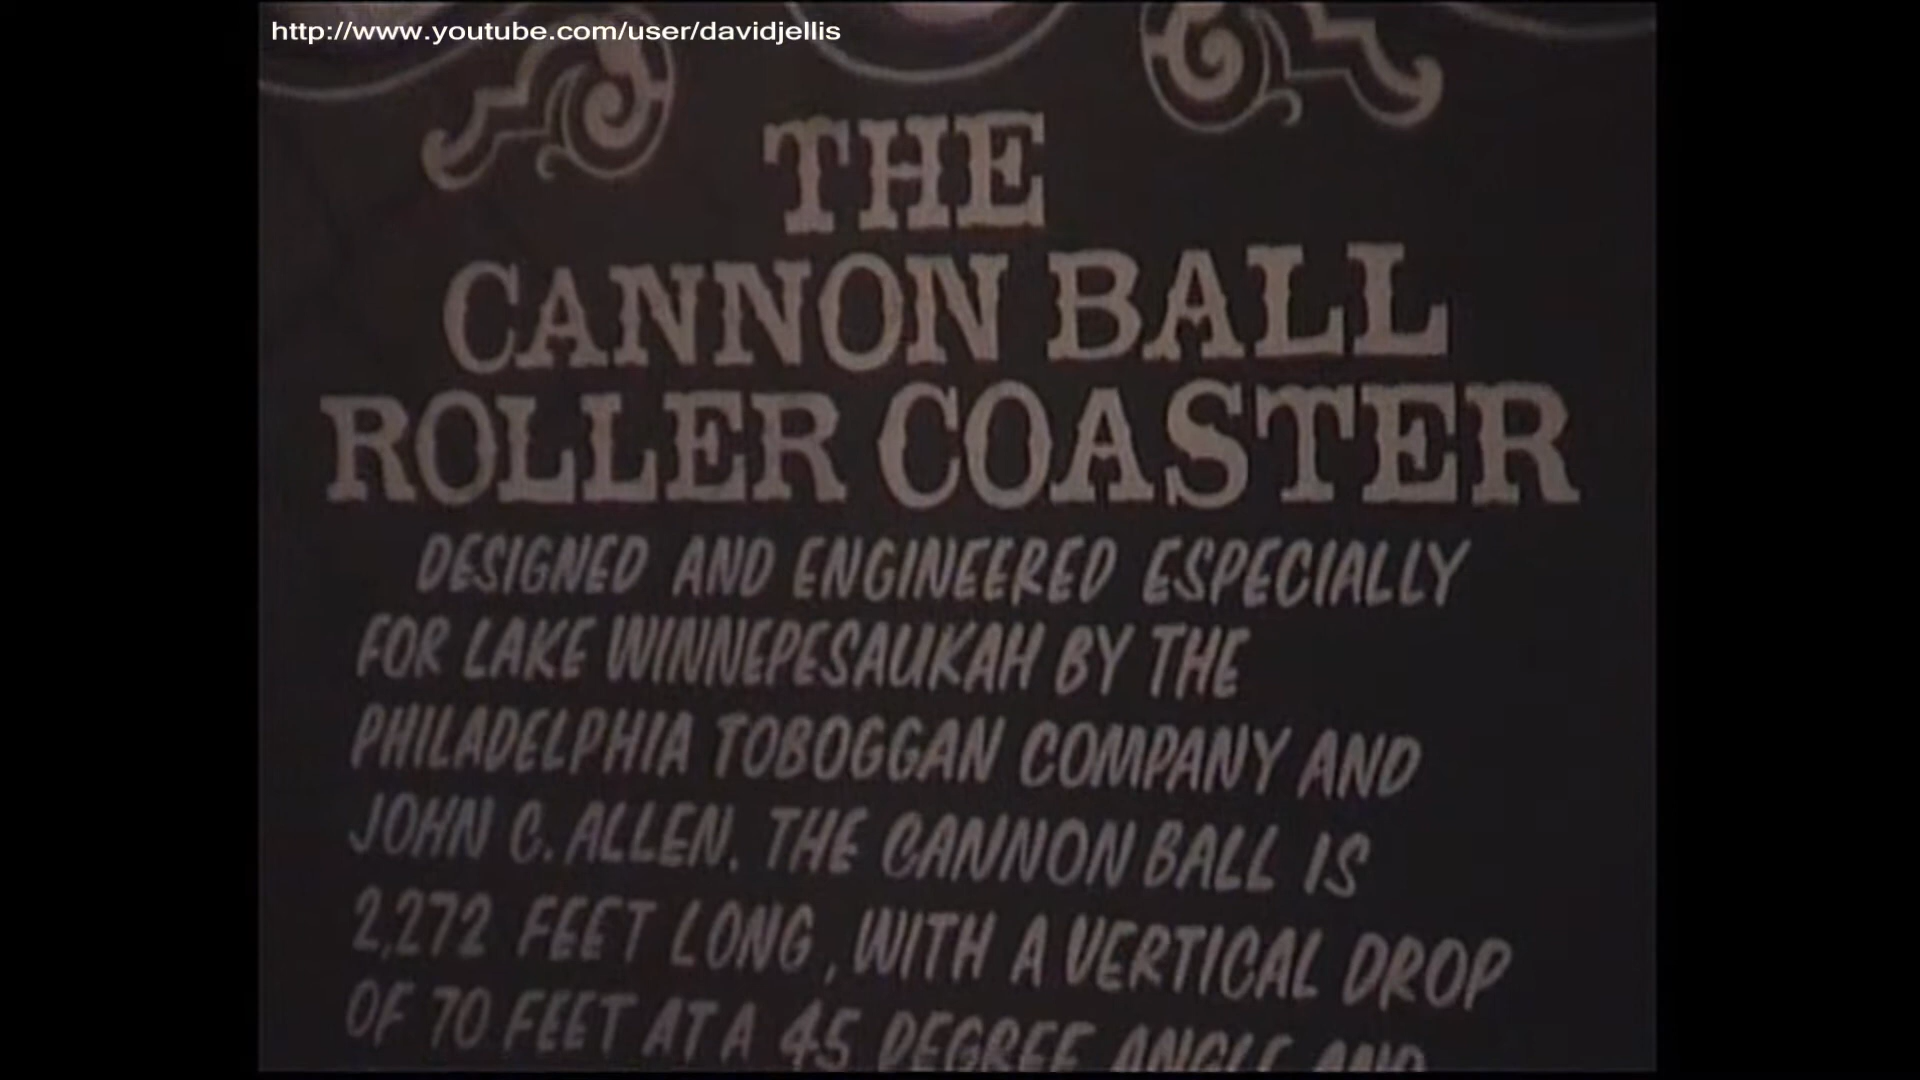 http://www.youtube.com/user/davidjellis
THE
CANNON BALL
ROLLER COASTER
DESIGNED AND ENGINEERED ESPECIALLY
FOR LAKE WINNEPESAUKAH BY THE
PHILADELPHIA TOBOGGAN COMPANY AND
JOHN C. ALLEN. THE CANNON BALL IS
2,272 FEET LONG, WITH A VERTICAL DROP
OF 70 FEET AT A 45 DEGREE ANGLE AND